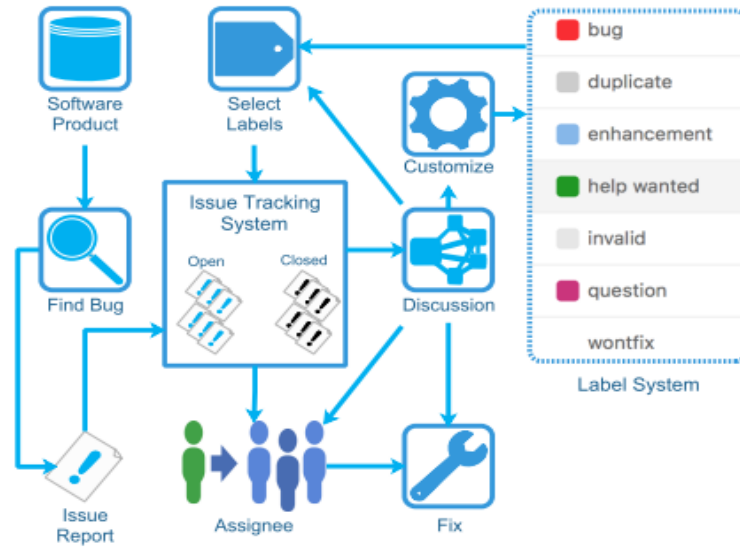 Software
Product
Select
Labels
Customize
bug
duplicate
enhancement
help wanted
invalid
question
wontfix
Label System
Issue Tracking
System
Open
Closed
Find Bug
Discussion
Issue
Report
Assignee
Fix